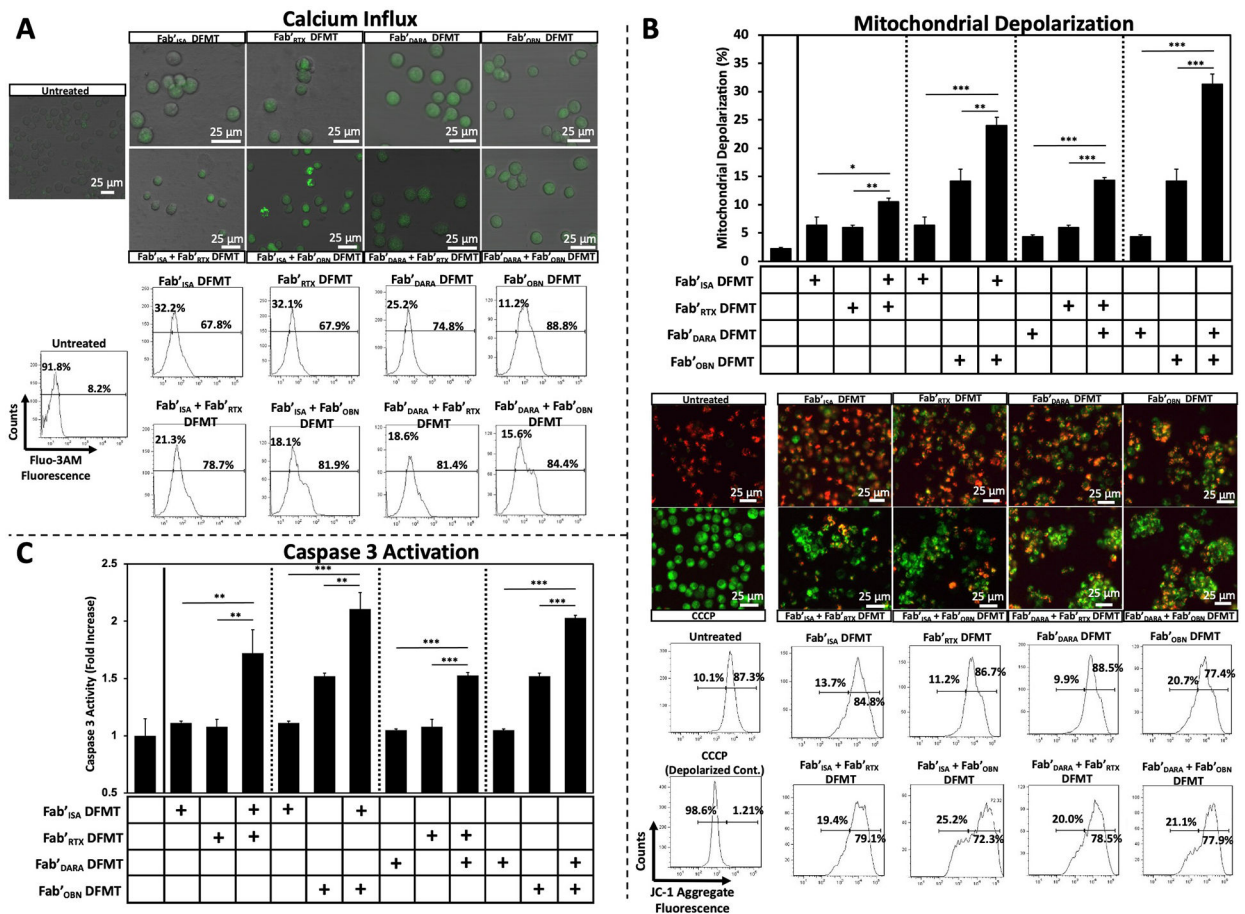 A
Calcium Influx
Fab'ISA DFMT
Fab'RTX DFMT
Fab'DARA DFMT
Fab'OBN DFMT
Untreated
25 µm
25 µm
25 µm
25 µm
25 µm
25 µm
25 µm
25 µm
25 µm
Fab'ISA + Fab'RTX DFMT
Fab'ISA + Fab'OBN DFMT
Fab'DARA + Fab'RTX DFMT
Fab'DARA + Fab'OBN DFMT
Fab'ISA DFMT
32.2%
67.8%
Fab'RTX DFMT
32.1%
67.9%
Fab'DARA DFMT
25.2%
74.8%
Fab'OBN DFMT
11.2%
88.8%
Untreated
91.8%
8.2%
Counts
Fluo-3AM
Fluorescence
Fab'ISA + Fab'RTX
DFMT
21.3%
78.7%
Fab'ISA + Fab'OBN
DFMT
18.1%
81.9%
Fab'DARA + Fab'RTX
DFMT
18.6%
81.4%
Fab'DARA + Fab'OBN
DFMT
15.6%
84.4%
B
Mitochondrial Depolarization
Mitochondrial Depolarization (%)
40
35
30
25
20
15
10
5
0
*
**
***
**
***
***
***
***
Fab'ISA DFMT + + + +
Fab'RTX DFMT + + + +
Fab'DARA DFMT + + + +
Fab'OBN DFMT + + + +
Untreated
Fab'ISA DFMT
Fab'RTX DFMT
Fab'DARA DFMT
Fab'OBN DFMT
25 µm
25 µm
25 µm
25 µm
25 µm
25 µm
25 µm
25 µm
25 µm
25 µm
CCCP
Fab'ISA + Fab'RTX DFMT
Fab'ISA + Fab'OBN DFMT
Fab'DARA + Fab'RTX DFMT
Fab'DARA + Fab'OBN DFMT
Untreated
10.1%
87.3%
Fab'ISA DFMT
13.7%
84.8%
Fab'RTX DFMT
11.2%
86.7%
Fab'DARA DFMT
9.9%
88.5%
Fab'OBN DFMT
20.7%
77.4%
CCCP
(Depolarized Cont.)
98.6%
1.21%
Counts
JC-1 Aggregate
Fluorescence
Fab'ISA + Fab'RTX
DFMT
19.4%
79.1%
Fab'ISA + Fab'OBN
DFMT
25.2%
72.3%
Fab'DARA + Fab'RTX
DFMT
20.0%
78.5%
Fab'DARA + Fab'OBN
DFMT
21.1%
77.9%
C
Caspase 3 Activation
Caspase 3 Activity (Fold Increase)
2.5
2
1.5
1
0.5
**
**
***
**
***
***
***
***
Fab'ISA DFMT + + + +
Fab'RTX DFMT + + + +
Fab'DARA DFMT + + + +
Fab'OBN DFMT + + + +